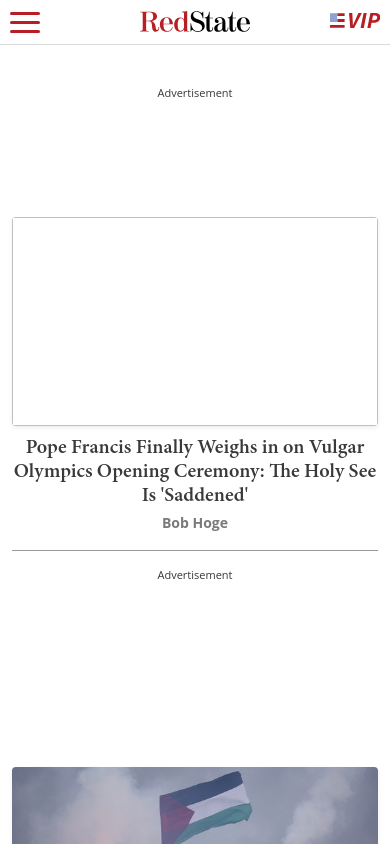 RedState
VIP
Advertisement
Pope Francis Finally Weighs in on Vulgar
Olympics Opening Ceremony: The Holy See
Is 'Saddened'
Bob Hoge
Advertisement